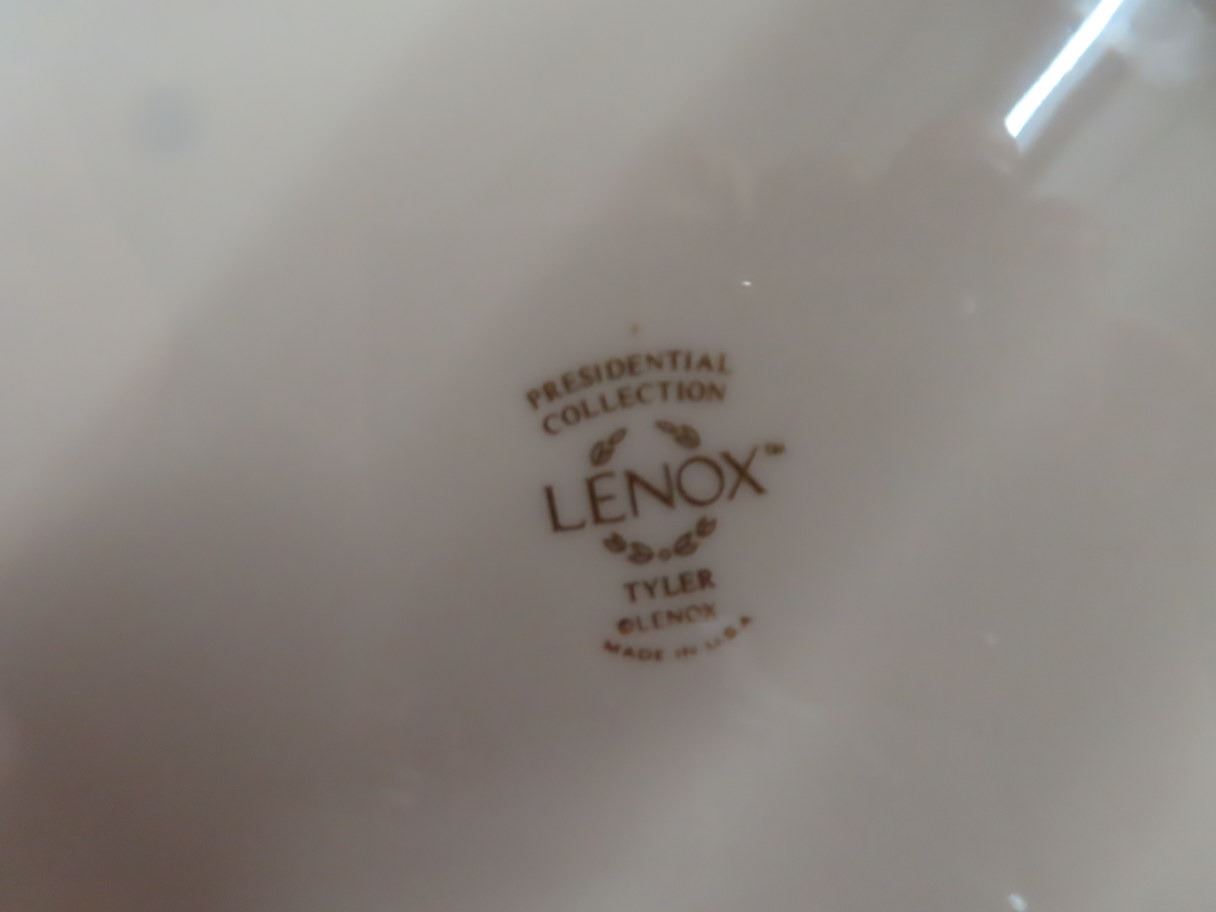 PRESIDENTIAL
COLLECTION
LENOX™
TYLER
©LENOX
MADE IN U.S.A